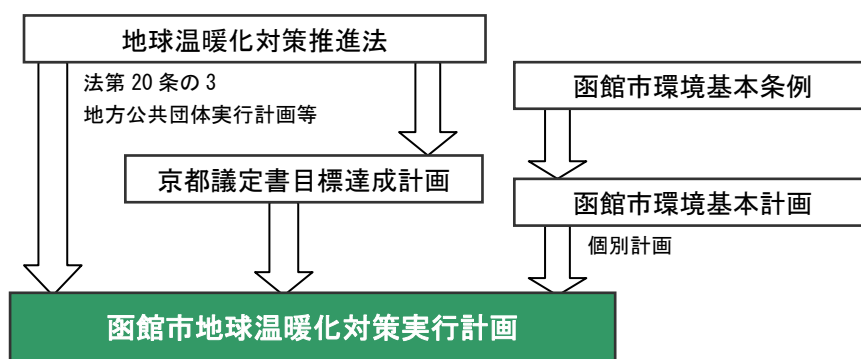 地球温暖化対策推進法
法第 20 条の 3
地方公共団体実行計画等
函館市環境基本条例
京都議定書目標達成計画
函館市環境基本計画
個別計画
函館市地球温暖化対策実行計画